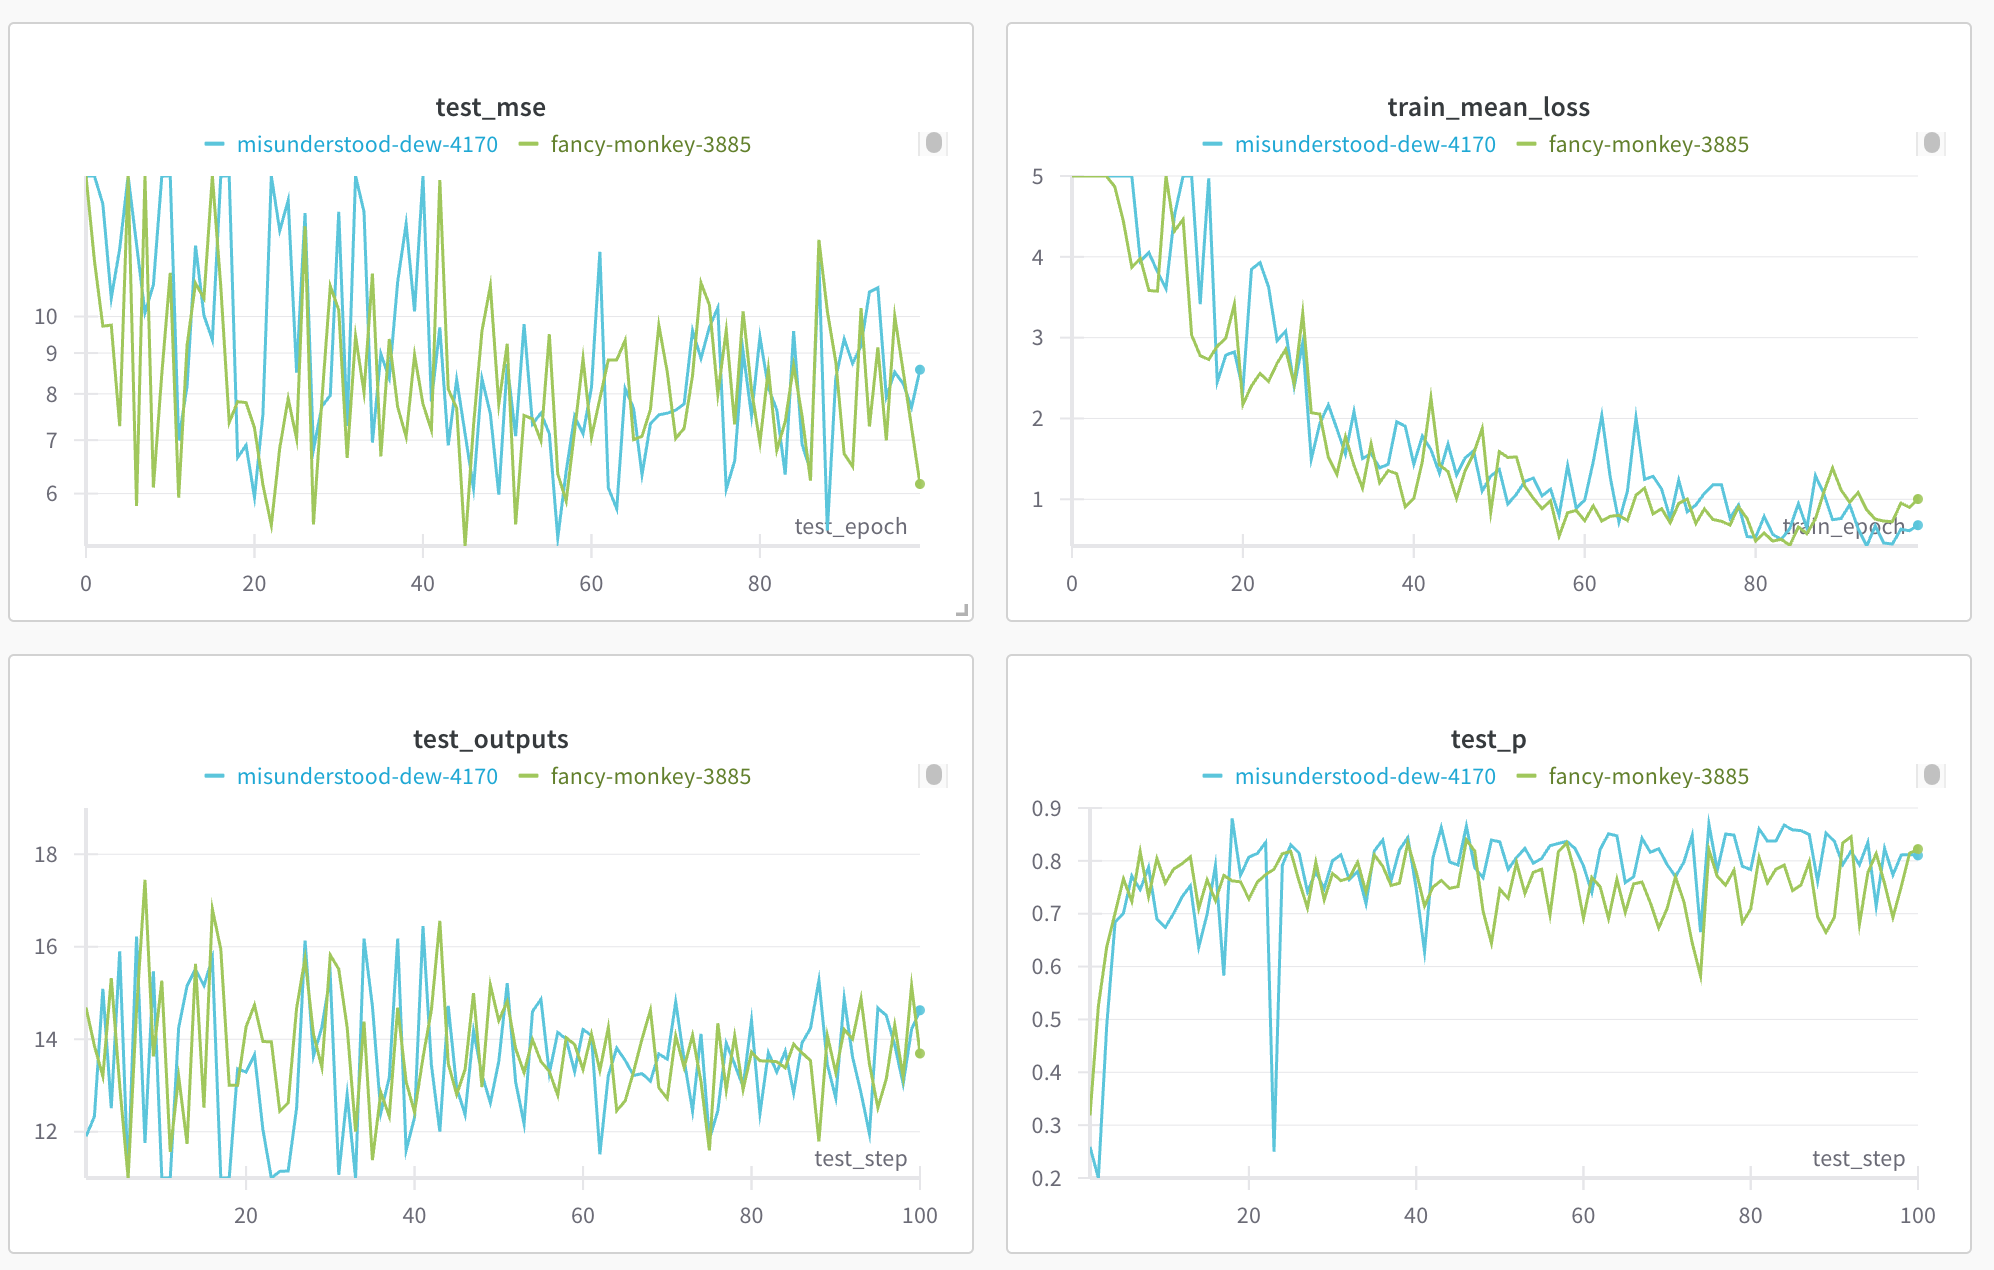 test_mse
misunderstood-dew-4170 fancy-monkey-3885
10
9
8
7
6
test_epoch
0 20 40 60 80
train_mean_loss
misunderstood-dew-4170 fancy-monkey-3885
5
4
3
2
1
train_epoch
0 20 40 60 80
test_outputs
misunderstood-dew-4170 fancy-monkey-3885
18
16
14
12
test_step
20 40 60 80 100
test_p
misunderstood-dew-4170 fancy-monkey-3885
0.9
0.8
0.7
0.6
0.5
0.4
0.3
0.2
test_step
20 40 60 80 100